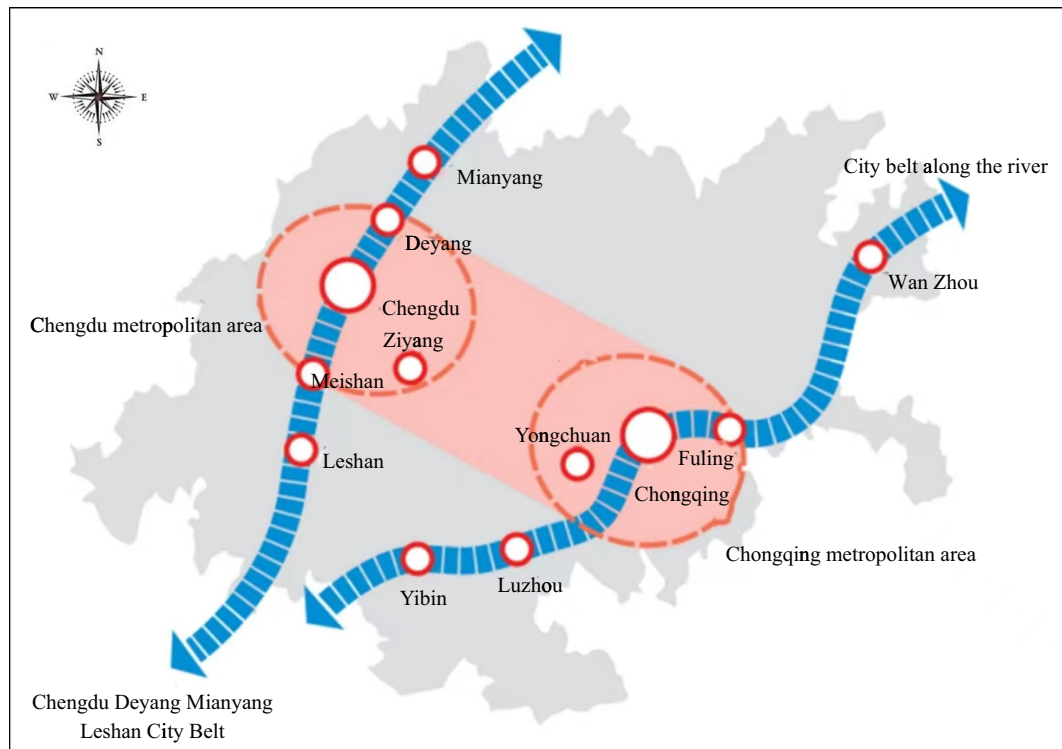 N
W E
S
Mianyang
City belt along the river
Deyang
Wan Zhou
Chengdu
Chengdu metropolitan area
Ziyang
Meishan
Yongchuan
Leshan
Fuling
Chongqing
Chongqing metropolitan area
Luzhou
Yibin
Chengdu Deyang Mianyang
Leshan City Belt